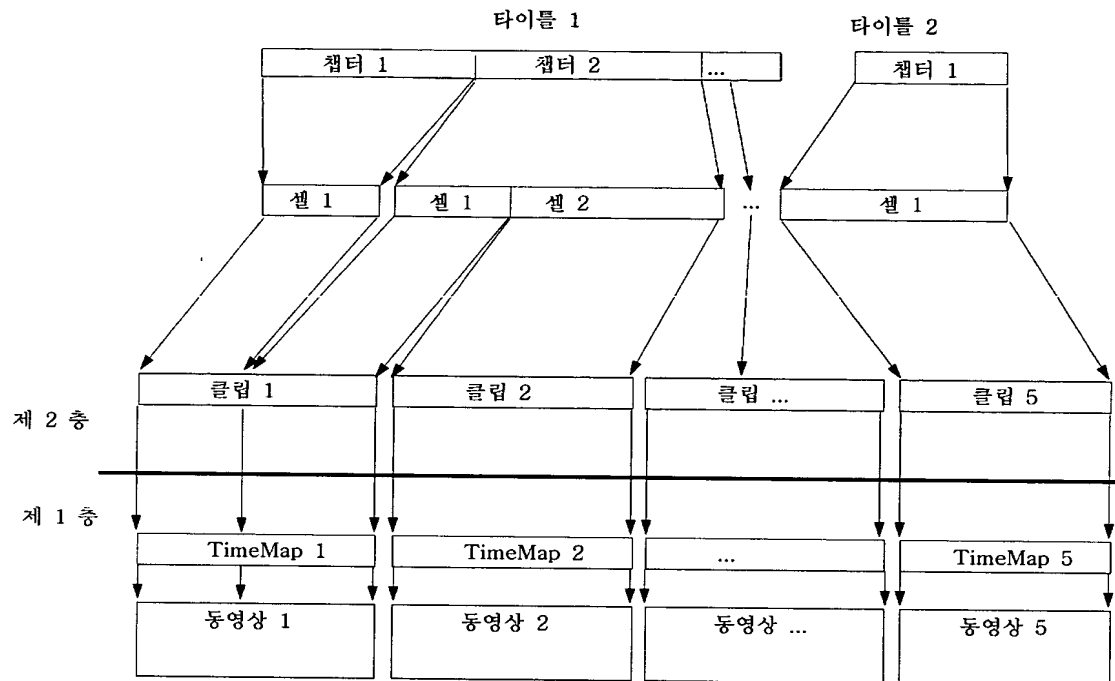 타이틀 1
타이틀 2
챕터 1
챕터 2
...
챕터 1
셀 1
셀 1
셀 2
...
셀 1
클립 1
클립 2
클립 ...
클립 5
제 2 층
제 1 층
TimeMap 1
TimeMap 2
...
TimeMap 5
동영상 1
동영상 2
동영상 ...
동영상 5